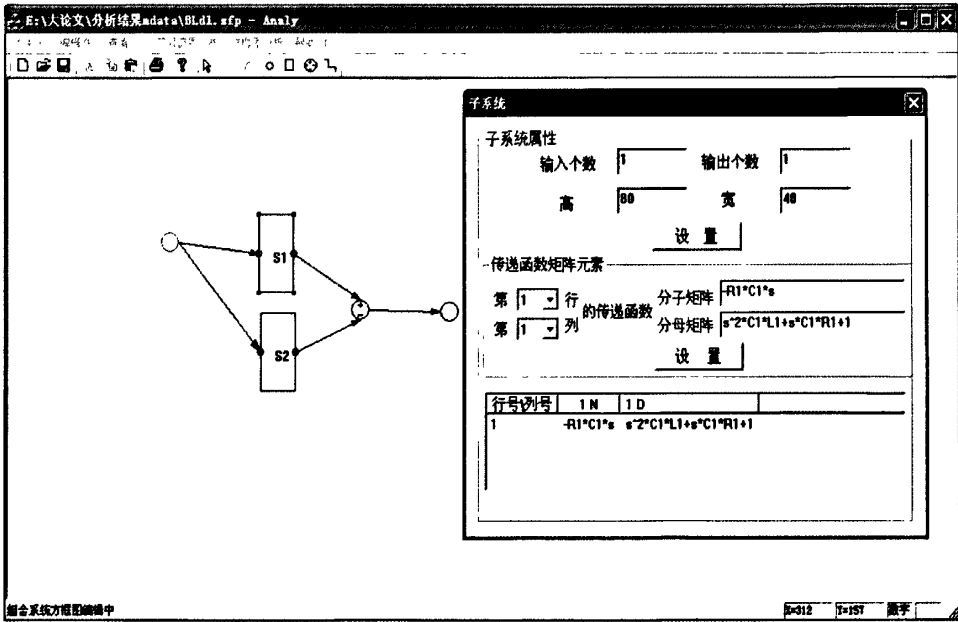 E:\大论文\分析结果mdata\BLdl.sfp - Analy
子系统
子系统属性
输入个数 1 输出个数 1
高 80 宽 40
设 置
传递函数矩阵元素
第 1 行
第 1 列
的传递函数
分子矩阵 -R1*C1*s
分母矩阵 s^2*C1*L1+s*C1*R1+1
设 置
行号\列号 1 N 1 D
1 -R1*C1*s s^2*C1*L1+s*C1*R1+1
S1
S2
组合系统方框图编辑中
X=312 Y=157 数字